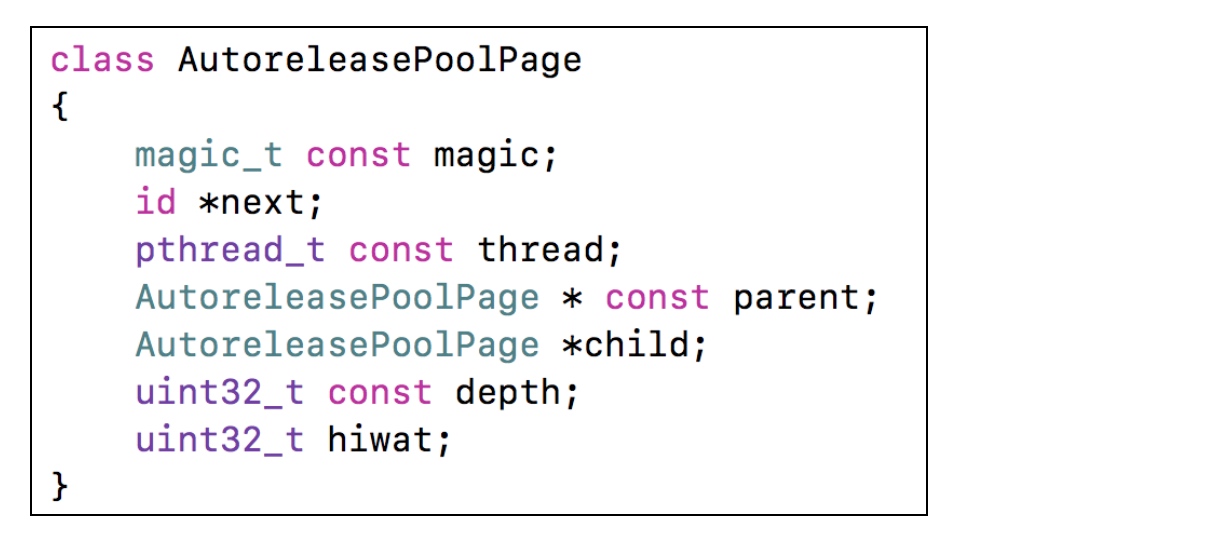 class AutoreleasePoolPage
{
    magic_t const magic;
    id *next;
    pthread_t const thread;
    AutoreleasePoolPage * const parent;
    AutoreleasePoolPage *child;
    uint32_t const depth;
    uint32_t hiwat;
}